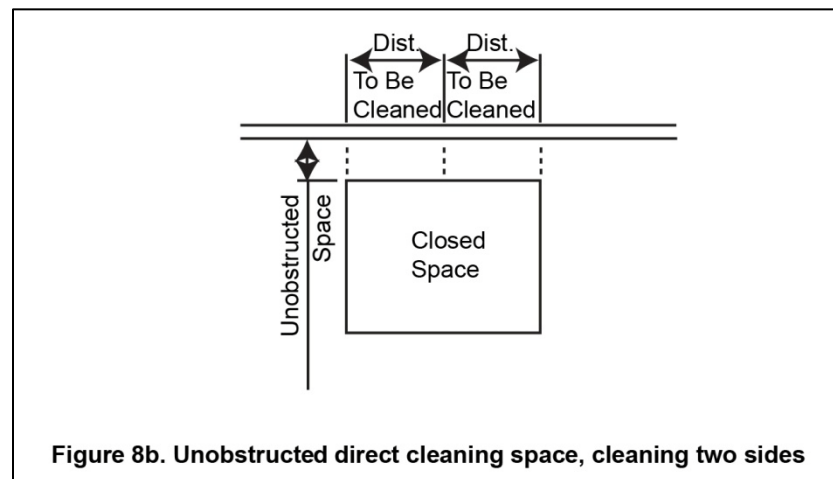 Dist. Dist.
To Be To Be
Cleaned Cleaned
Unobstructed
Space
Closed
Space
Figure 8b. Unobstructed direct cleaning space, cleaning two sides